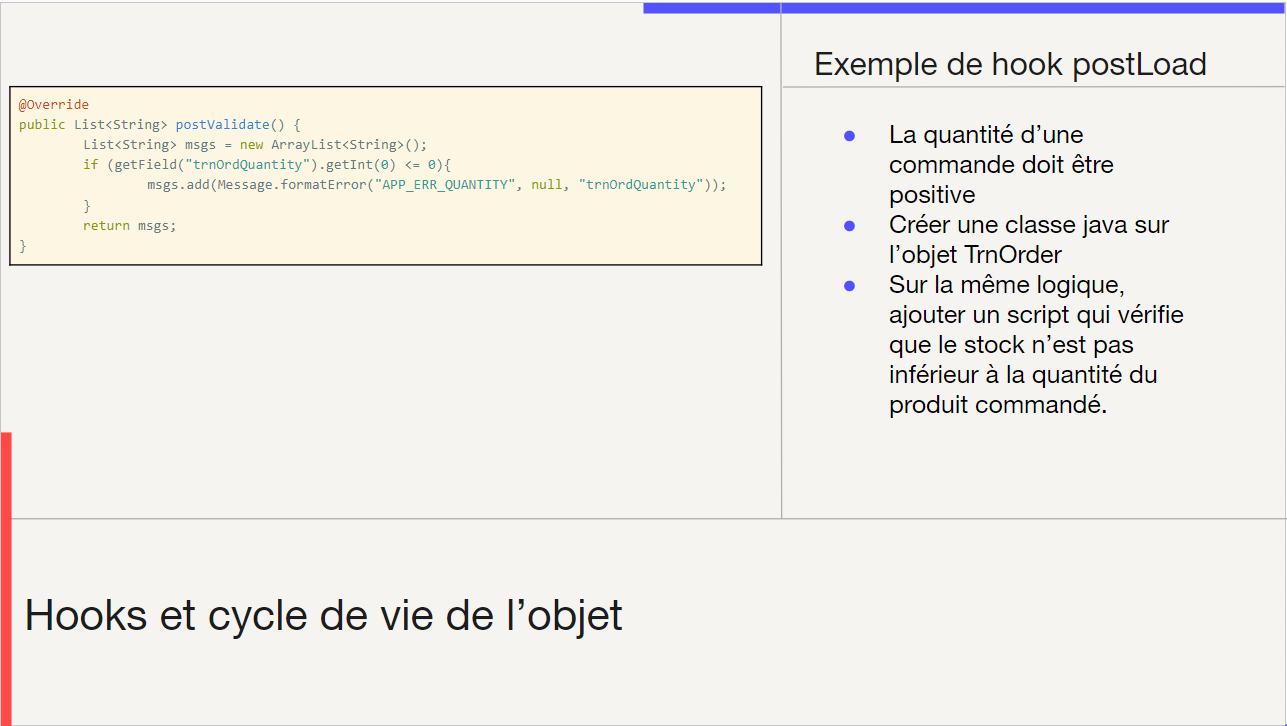 @Override
public List<String> postValidate() {
List<String> msgs = new ArrayList<String>();
if (getField("trnOrdQuantity").getInt(0) <= 0){
msgs.add(Message.formatError("APP_ERR_QUANTITY", null, "trnOrdQuantity"));
}
return msgs;
}
Exemple de hook postLoad
La quantité d’une
commande doit être
positive
Créer une classe java sur
l’objet TrnOrder
Sur la même logique,
ajouter un script qui vérifie
que le stock n’est pas
inférieur à la quantité du
produit commandé.
Hooks et cycle de vie de l’objet